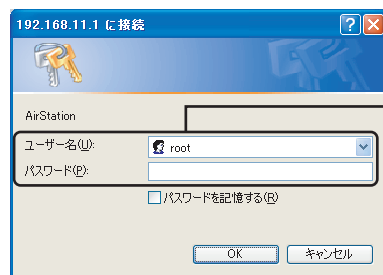 192.168.11.1 に接続
AirStation
ユーザー名(U):
root
パスワード(P):
パスワードを記憶する(R)
OK
キャンセル